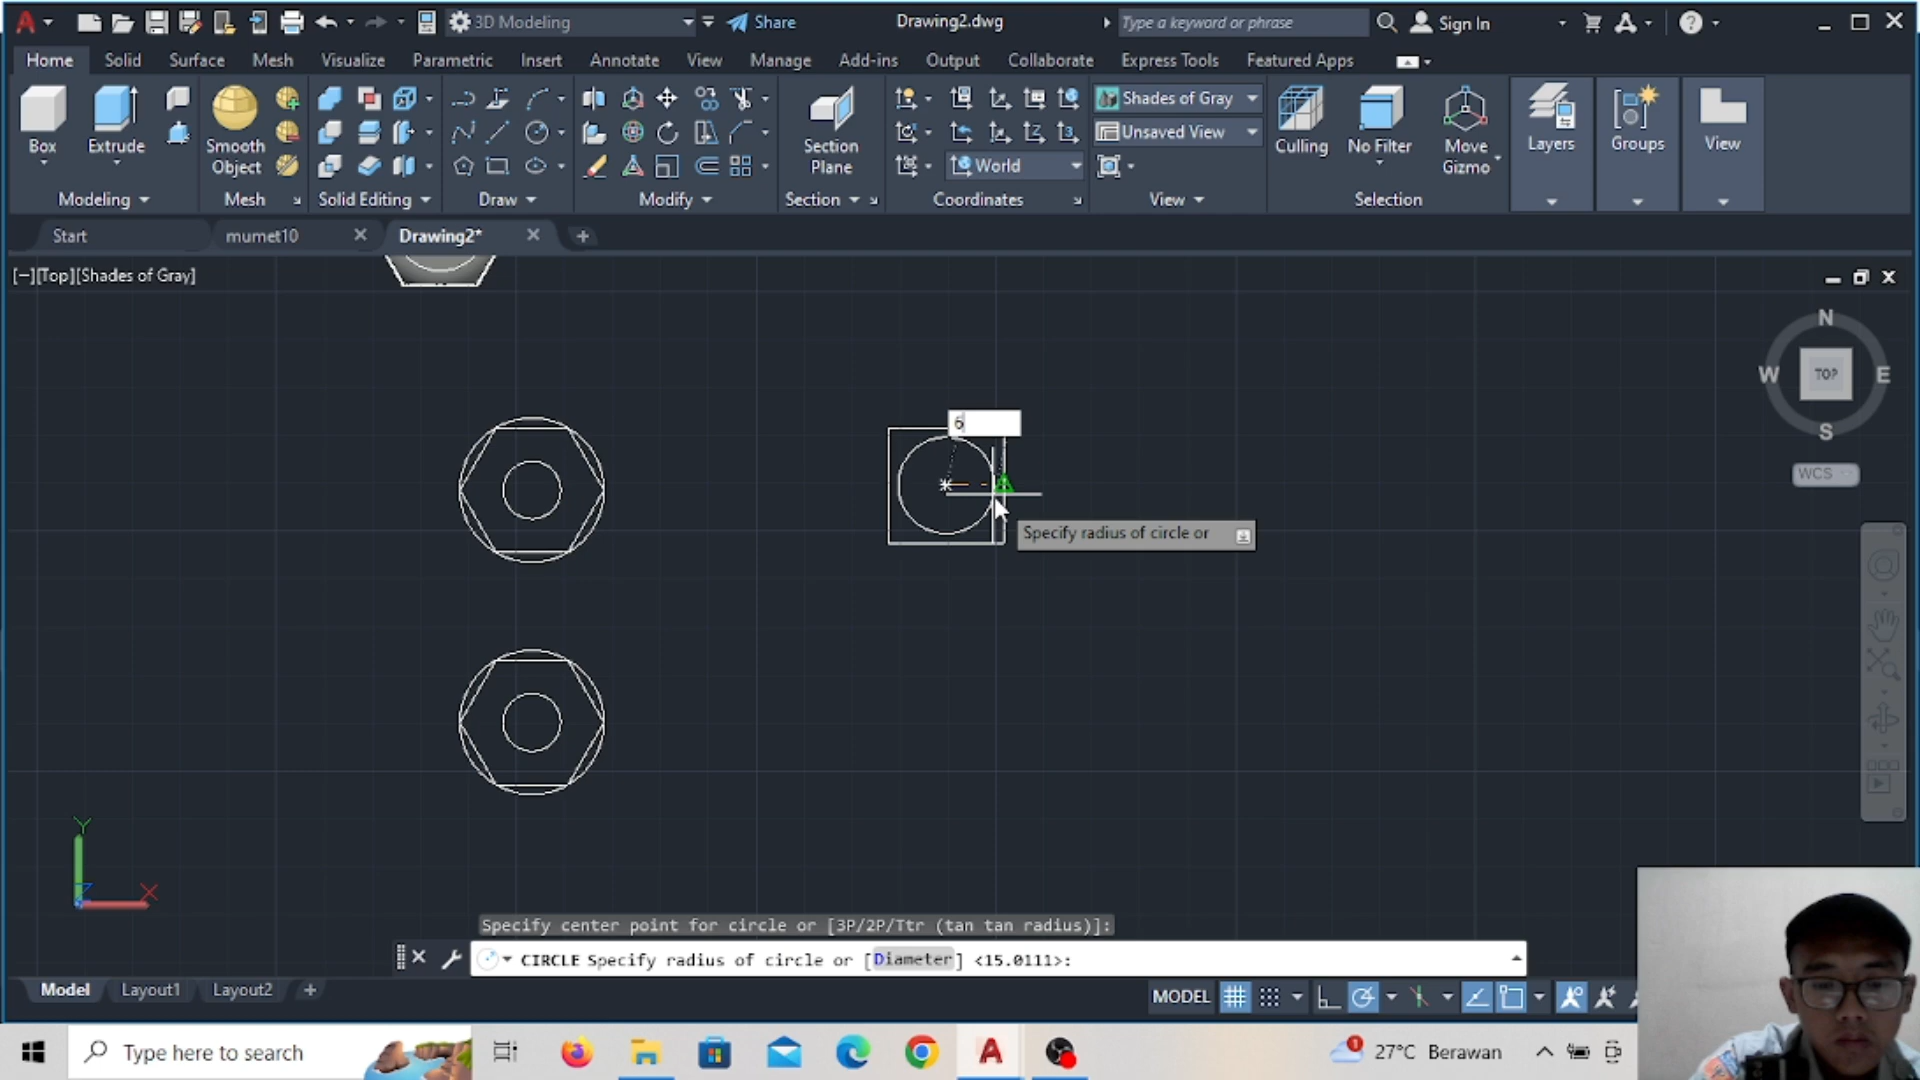 3D Modeling
Share
Drawing2.dwg
Type a keyword or phrase
Sign In
Home Solid Surface Mesh Visualize Parametric Insert Annotate View Manage Add-ins Output Collaborate Express Tools Featured Apps
Box
Extrude
Smooth Object
Section Plane
Shades of Gray
Unsaved View
World
Culling
No Filter
Move Gizmo
Layers
Groups
View
Modeling
Mesh
Solid Editing
Draw
Modify
Section
Coordinates
View
Selection
Start
mumet10
Drawing2*
[−][Top][Shades of Gray]
N
W
TOP
E
S
WCS
6
Specify radius of circle or
Y
X
Z
Specify center point for circle or [3P/2P/Ttr (tan tan radius)]:
CIRCLE Specify radius of circle or [Diameter] <15.0111>:
Model
Layout1
Layout2
MODEL
Type here to search
1
27°C Berawan